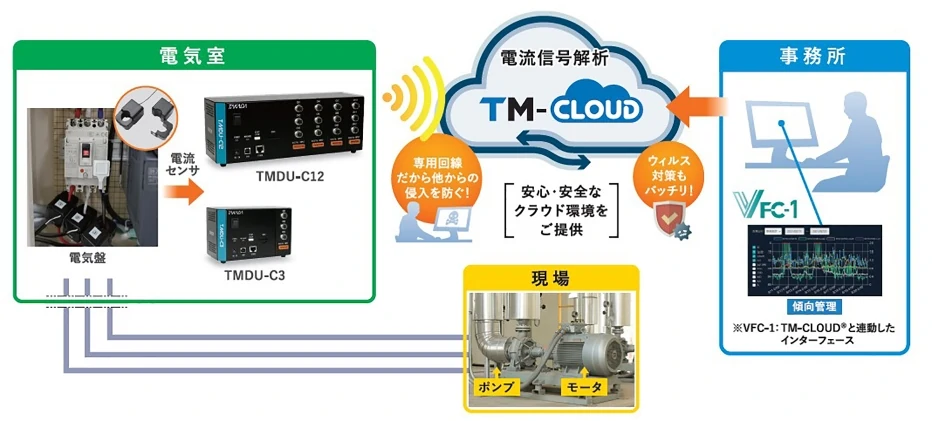 電気室
電流
センサ
電気盤
TMDU-C12
TMDU-C12
TMDU-C3
TMDU-C3
電流信号解析
TM-CLOUD
専用回線
だから他からの
侵入を防ぐ!
安心・安全な
クラウド環境を
ご提供
ウィルス
対策も
バッチリ!
事務所
VFC-1
傾向管理
※VFC-1:TM-CLOUD®と連動した
インターフェース
現場
ポンプ
モータ